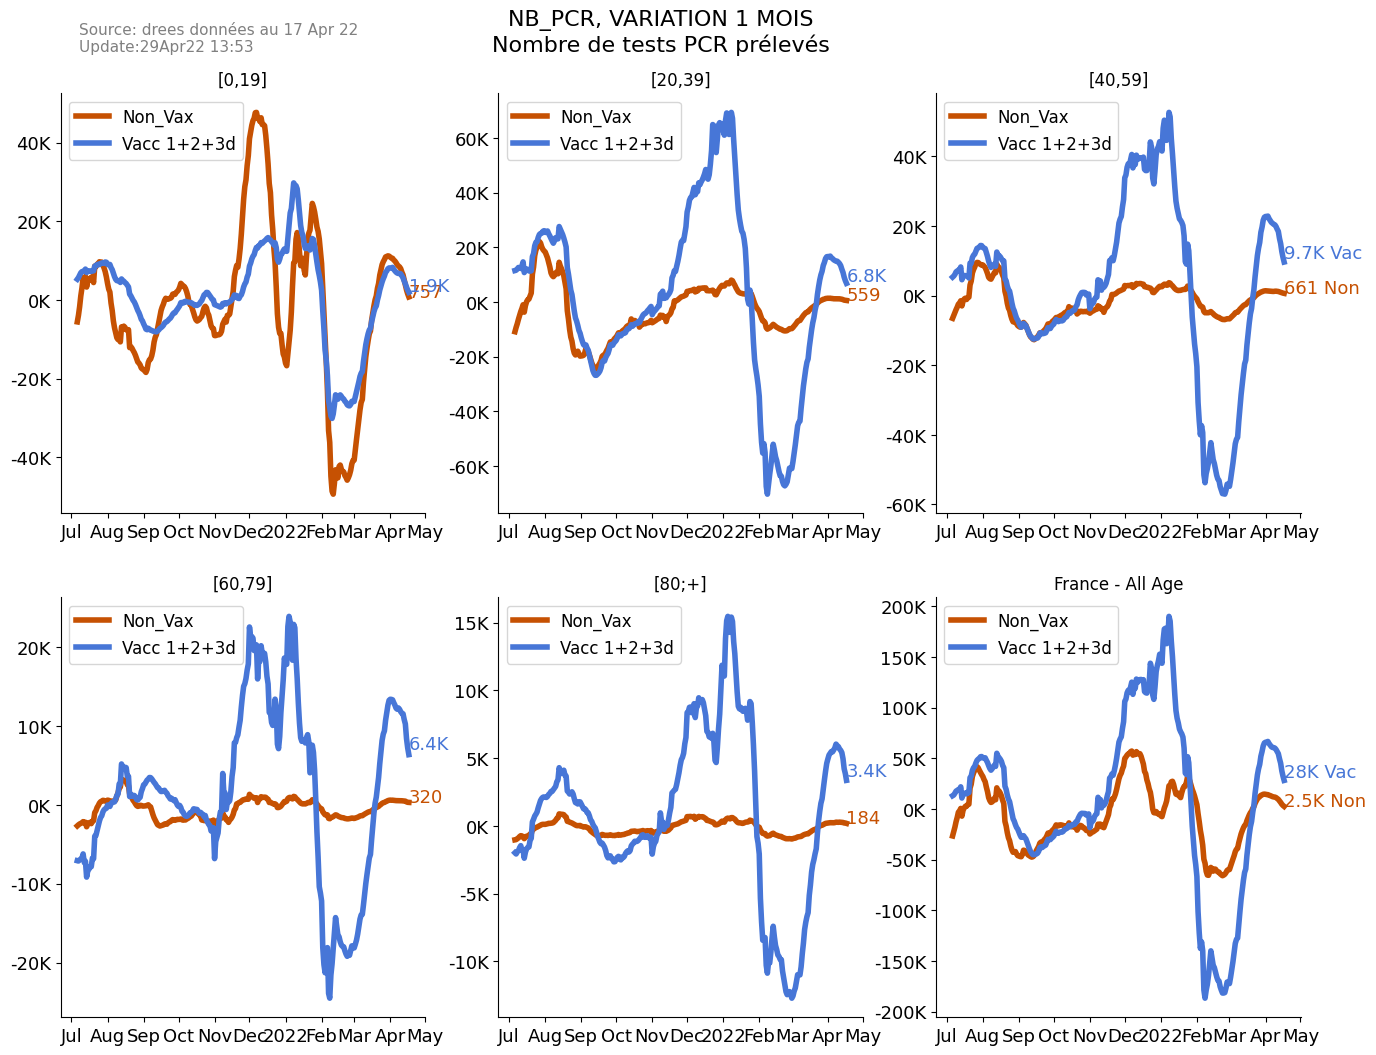 Source: drees données au 17 Apr 22
Update:29Apr22 13:53
NB_PCR, VARIATION 1 MOIS
Nombre de tests PCR prélevés
[0,19]
Non_Vax
Vacc 1+2+3d
40K
20K
0K
-20K
-40K
1.9K
757
Jul Aug Sep Oct Nov Dec 2022 Feb Mar Apr May
[20,39]
Non_Vax
Vacc 1+2+3d
60K
40K
20K
0K
-20K
-40K
-60K
6.8K
559
Jul Aug Sep Oct Nov Dec 2022 Feb Mar Apr May
[40,59]
Non_Vax
Vacc 1+2+3d
40K
20K
0K
-20K
-40K
-60K
9.7K Vac
661 Non
Jul Aug Sep Oct Nov Dec 2022 Feb Mar Apr May
[60,79]
Non_Vax
Vacc 1+2+3d
20K
10K
0K
-10K
-20K
6.4K
320
Jul Aug Sep Oct Nov Dec 2022 Feb Mar Apr May
[80;+]
Non_Vax
Vacc 1+2+3d
15K
10K
5K
0K
-5K
-10K
3.4K
184
Jul Aug Sep Oct Nov Dec 2022 Feb Mar Apr May
France - All Age
Non_Vax
Vacc 1+2+3d
200K
150K
100K
50K
0K
-50K
-100K
-150K
-200K
28K Vac
2.5K Non
Jul Aug Sep Oct Nov Dec 2022 Feb Mar Apr May